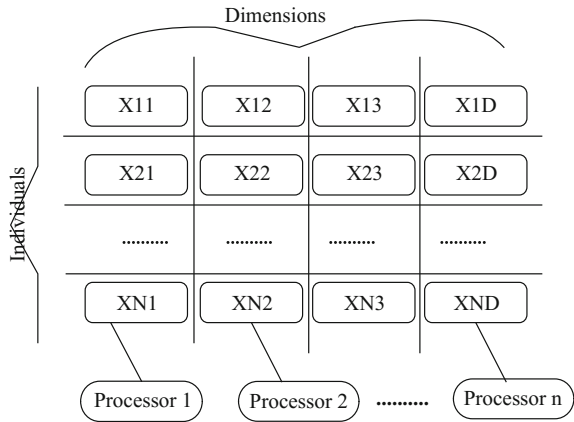 Dimensions
Individuals
X11 X12 X13 X1D
X21 X22 X23 X2D
.......... .......... .......... ..........
XN1 XN2 XN3 XND
Processor 1 Processor 2 .......... Processor n